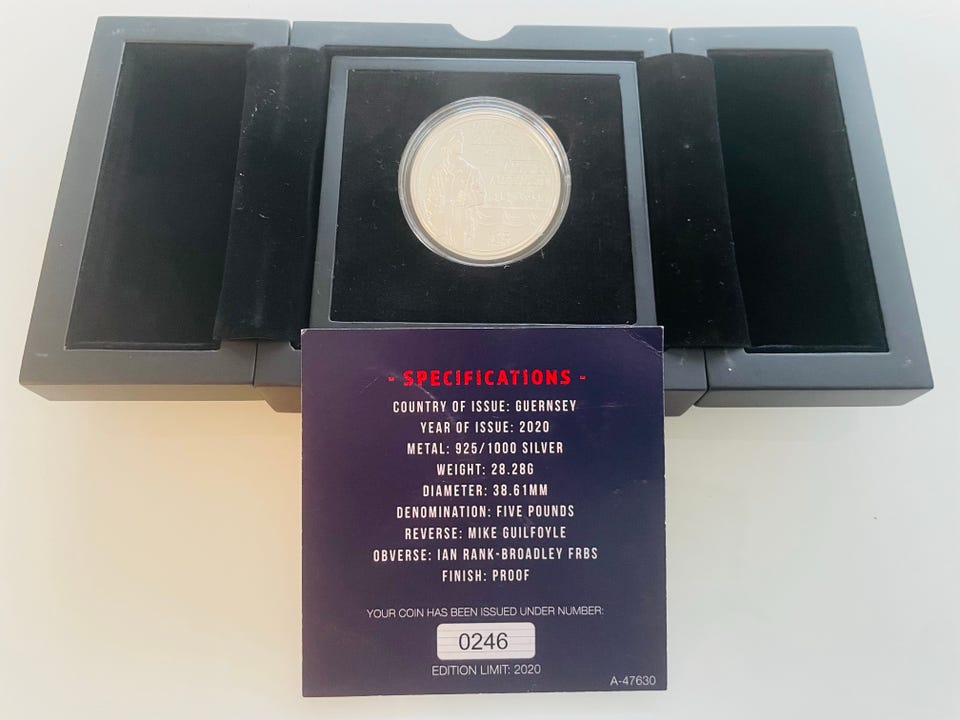 - SPECIFICATIONS -
COUNTRY OF ISSUE: GUERNSEY
YEAR OF ISSUE: 2020
METAL: 925/1000 SILVER
WEIGHT: 28.28G
DIAMETER: 38.61MM
DENOMINATION: FIVE POUNDS
REVERSE: MIKE GUILFOYLE
OBVERSE: IAN RANK-BROADLEY FRBS
FINISH: PROOF
YOUR COIN HAS BEEN ISSUED UNDER NUMBER:
0246
EDITION LIMIT: 2020
A-47630